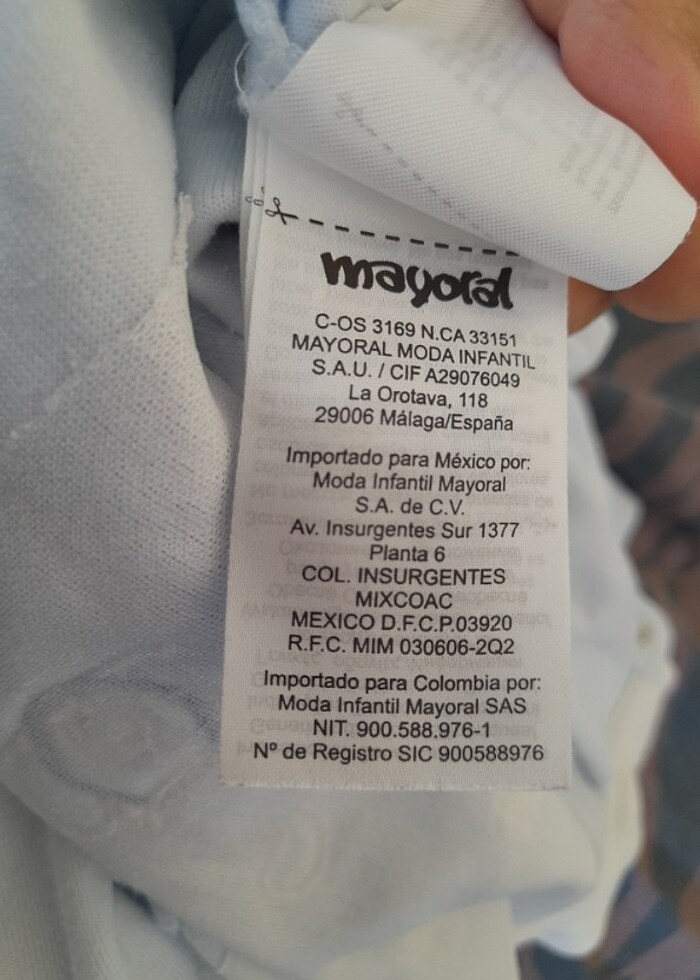 mayoral
C-OS 3169 N.CA 33151
MAYORAL MODA INFANTIL
S.A.U. / CIF A29076049
La Orotava, 118
29006 Málaga/España
Importado para México por:
Moda Infantil Mayoral
S.A. de C.V.
Av. Insurgentes Sur 1377
Planta 6
COL. INSURGENTES
MIXCOAC
MEXICO D.F.C.P.03920
R.F.C. MIM 030606-2Q2
Importado para Colombia por:
Moda Infantil Mayoral SAS
NIT. 900.588.976-1
Nº de Registro SIC 900588976